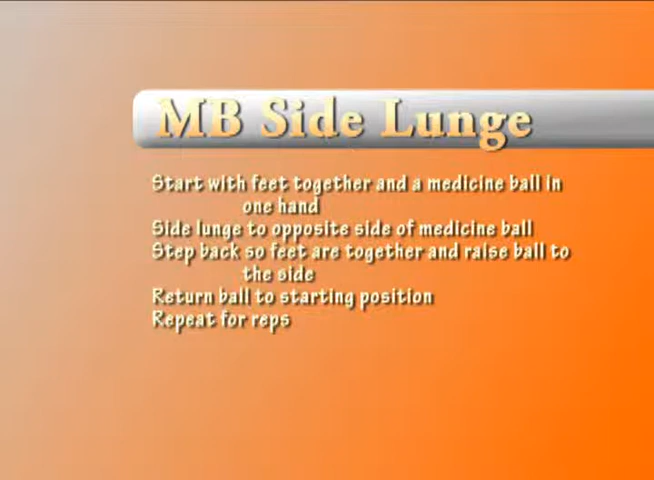 MB Side Lunge
Start with feet together and a medicine ball in
one hand
Side lunge to opposite side of medicine ball
Step back so feet are together and raise ball to
the side
Return ball to starting position
Repeat for reps